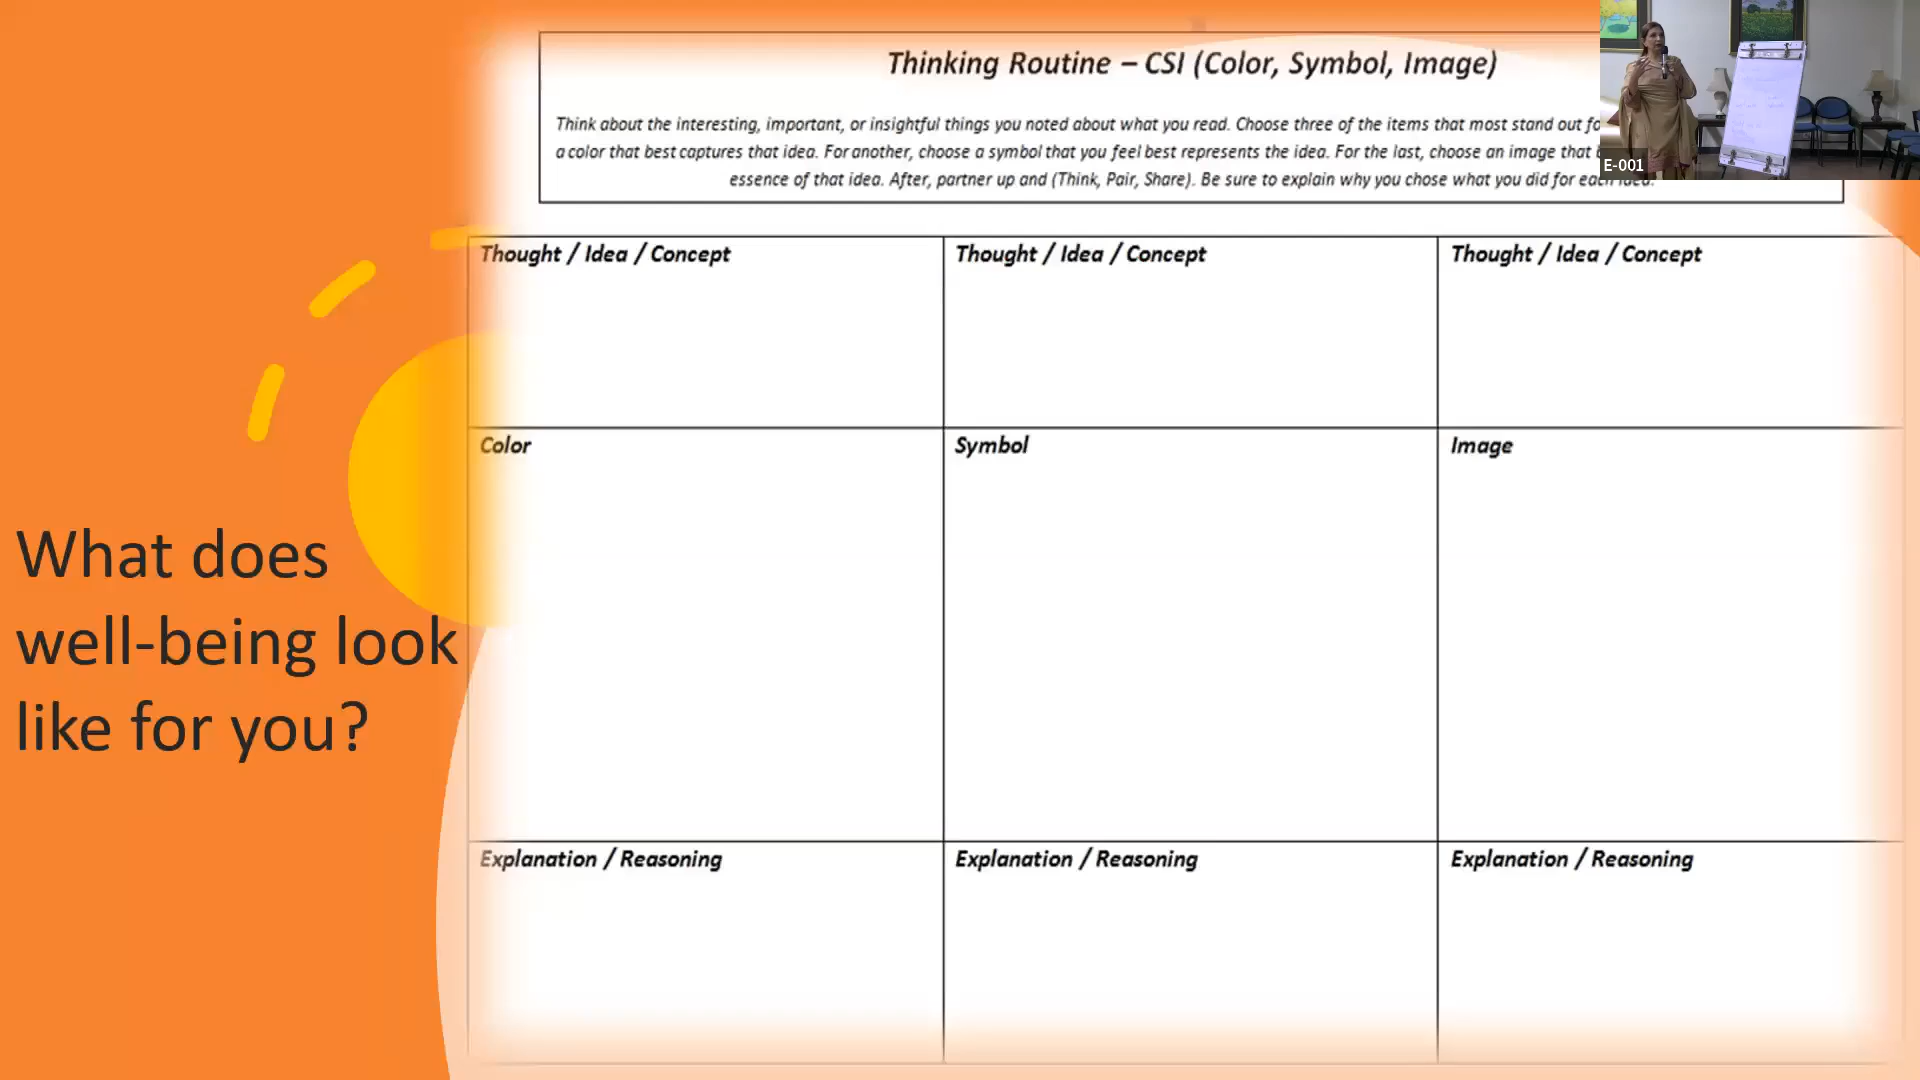 Thinking Routine – CSI (Color, Symbol, Image)
Think about the interesting, important, or insightful things you noted about what you read. Choose three of the items that most stand out
a color that best captures that idea. For another, choose a symbol that you feel best represents the idea. For the last, choose an image that
essence of that idea. After, partner up and (Think, Pair, Share). Be sure to explain why you chose what you did for each idea.
E-001
Thought / Idea / Concept
Thought / Idea / Concept
Thought / Idea / Concept
Color
Symbol
Image
What does
well-being look
like for you?
Explanation / Reasoning
Explanation / Reasoning
Explanation / Reasoning